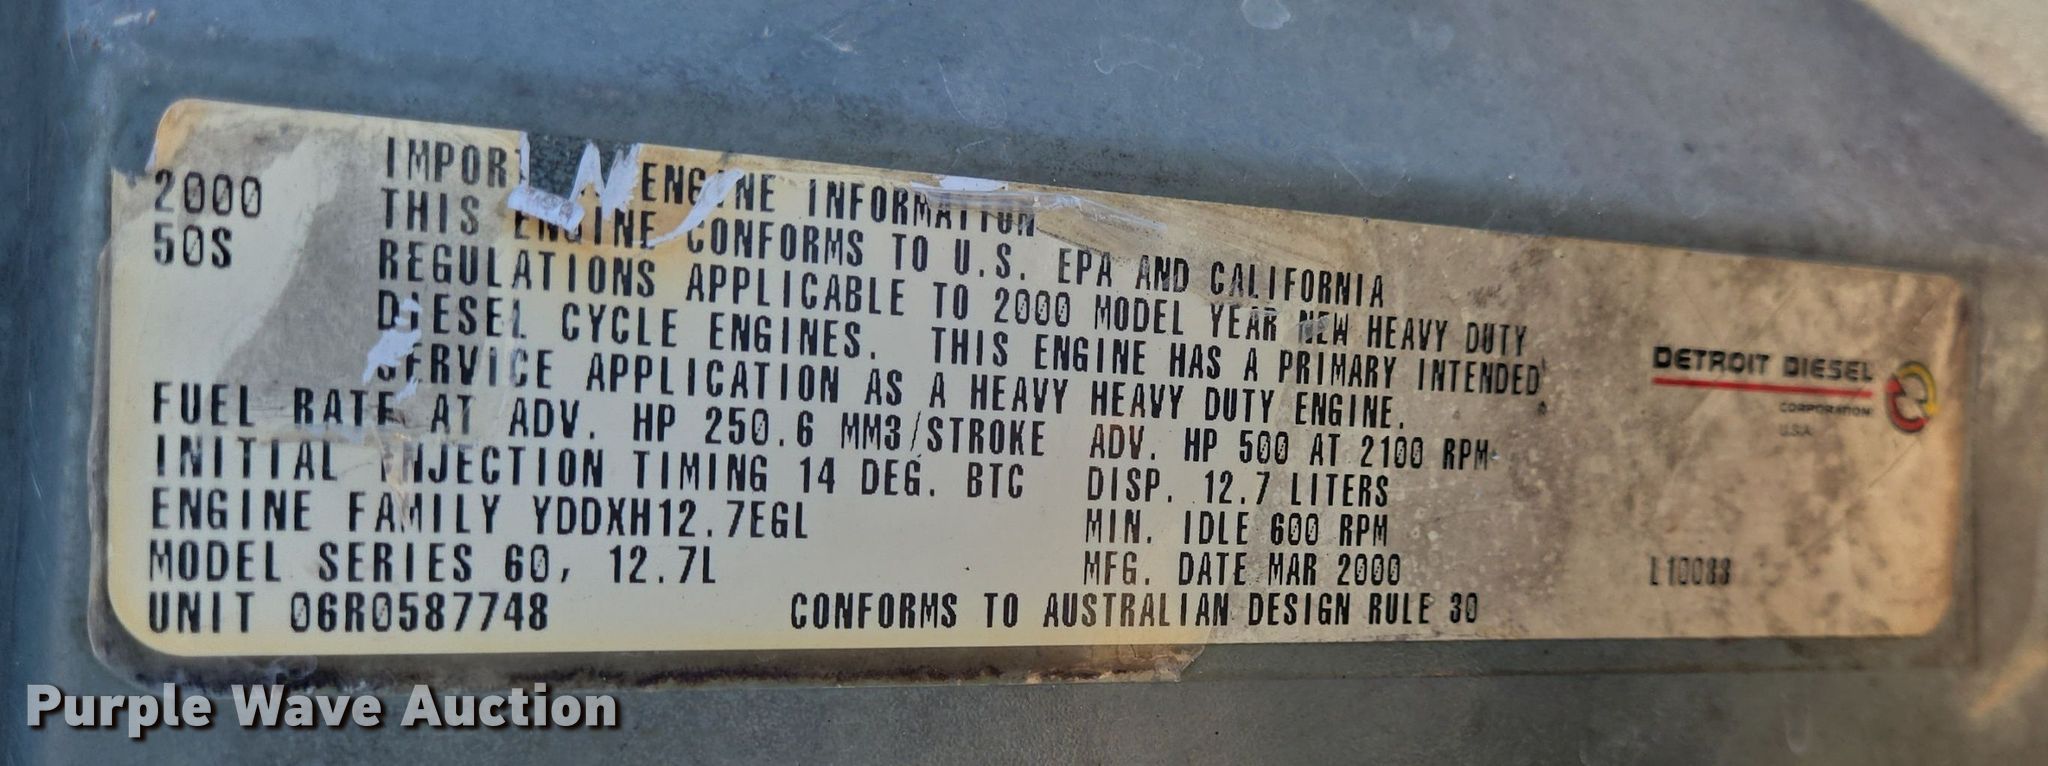 2000
50S
IMPORT ENGINE INFORMATION
THIS ENGINE CONFORMS TO U.S. EPA AND CALIFORNIA
REGULATIONS APPLICABLE TO 2000 MODEL YEAR NEW HEAVY DUTY
DIESEL CYCLE ENGINES. THIS ENGINE HAS A PRIMARY INTENDED
SERVICE APPLICATION AS A HEAVY HEAVY DUTY ENGINE.
FUEL RATE AT ADV. HP 250.6 MM3/STROKE ADV. HP 500 AT 2100 RPM
INITIAL INJECTION TIMING 14 DEG. BTC DISP. 12.7 LITERS
ENGINE FAMILY YDDXH12.7EGL MIN. IDLE 600 RPM
MODEL SERIES 60, 12.7L MFG. DATE MAR 2000
UNIT 06R0587748 CONFORMS TO AUSTRALIAN DESIGN RULE 30
DETROIT DIESEL
CORPORATION
U.S.A.
Purple Wave Auction